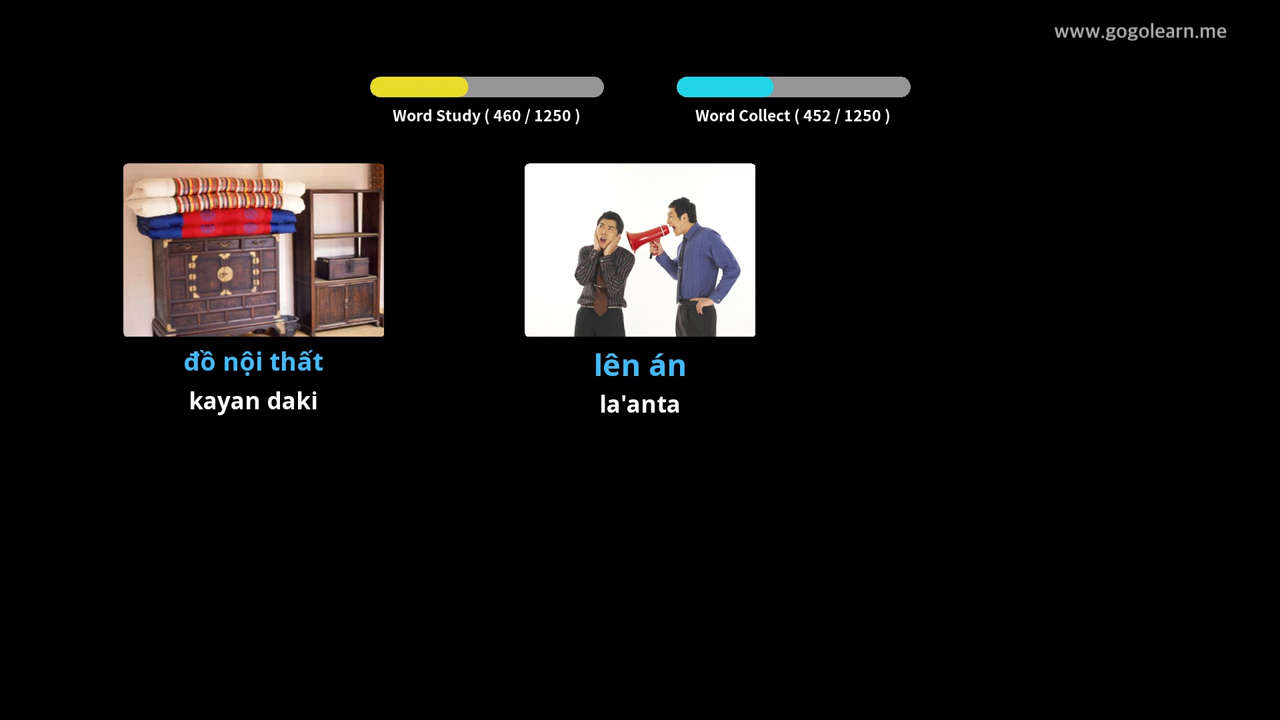 www.gogolearn.me
Word Study ( 460 / 1250 )
Word Collect ( 452 / 1250 )
đồ nội thất
kayan daki
lên án
la'anta